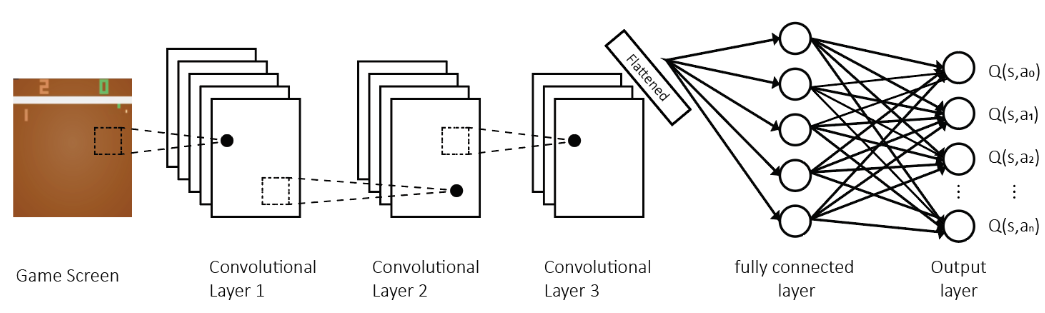 2 0
Flattened
Q(s,a₀)
Q(s,a₁)
Q(s,a₂)
⋮ ⋮
Q(s,aₙ)
Game Screen
Convolutional
Layer 1
Convolutional
Layer 2
Convolutional
Layer 3
fully connected
layer
Output
layer